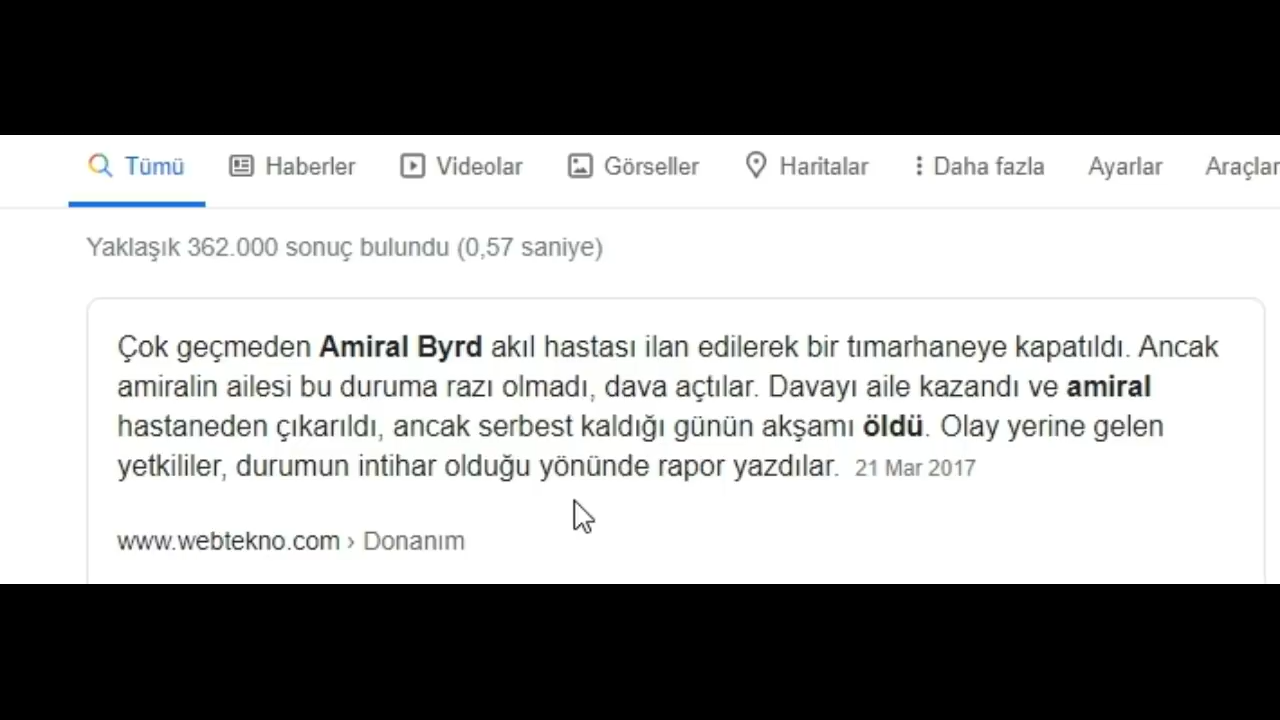 Tümü Haberler Videolar Görseller Haritalar Daha fazla Ayarlar Araçlar
Yaklaşık 362.000 sonuç bulundu (0,57 saniye)
Çok geçmeden Amiral Byrd akıl hastası ilan edilerek bir tımarhaneye kapatıldı. Ancak
amiralin ailesi bu duruma razı olmadı, dava açtılar. Davayı aile kazandı ve amiral
hastaneden çıkarıldı, ancak serbest kaldığı günün akşamı öldü. Olay yerine gelen
yetkililer, durumun intihar olduğu yönünde rapor yazdılar. 21 Mar 2017
www.webtekno.com › Donanım